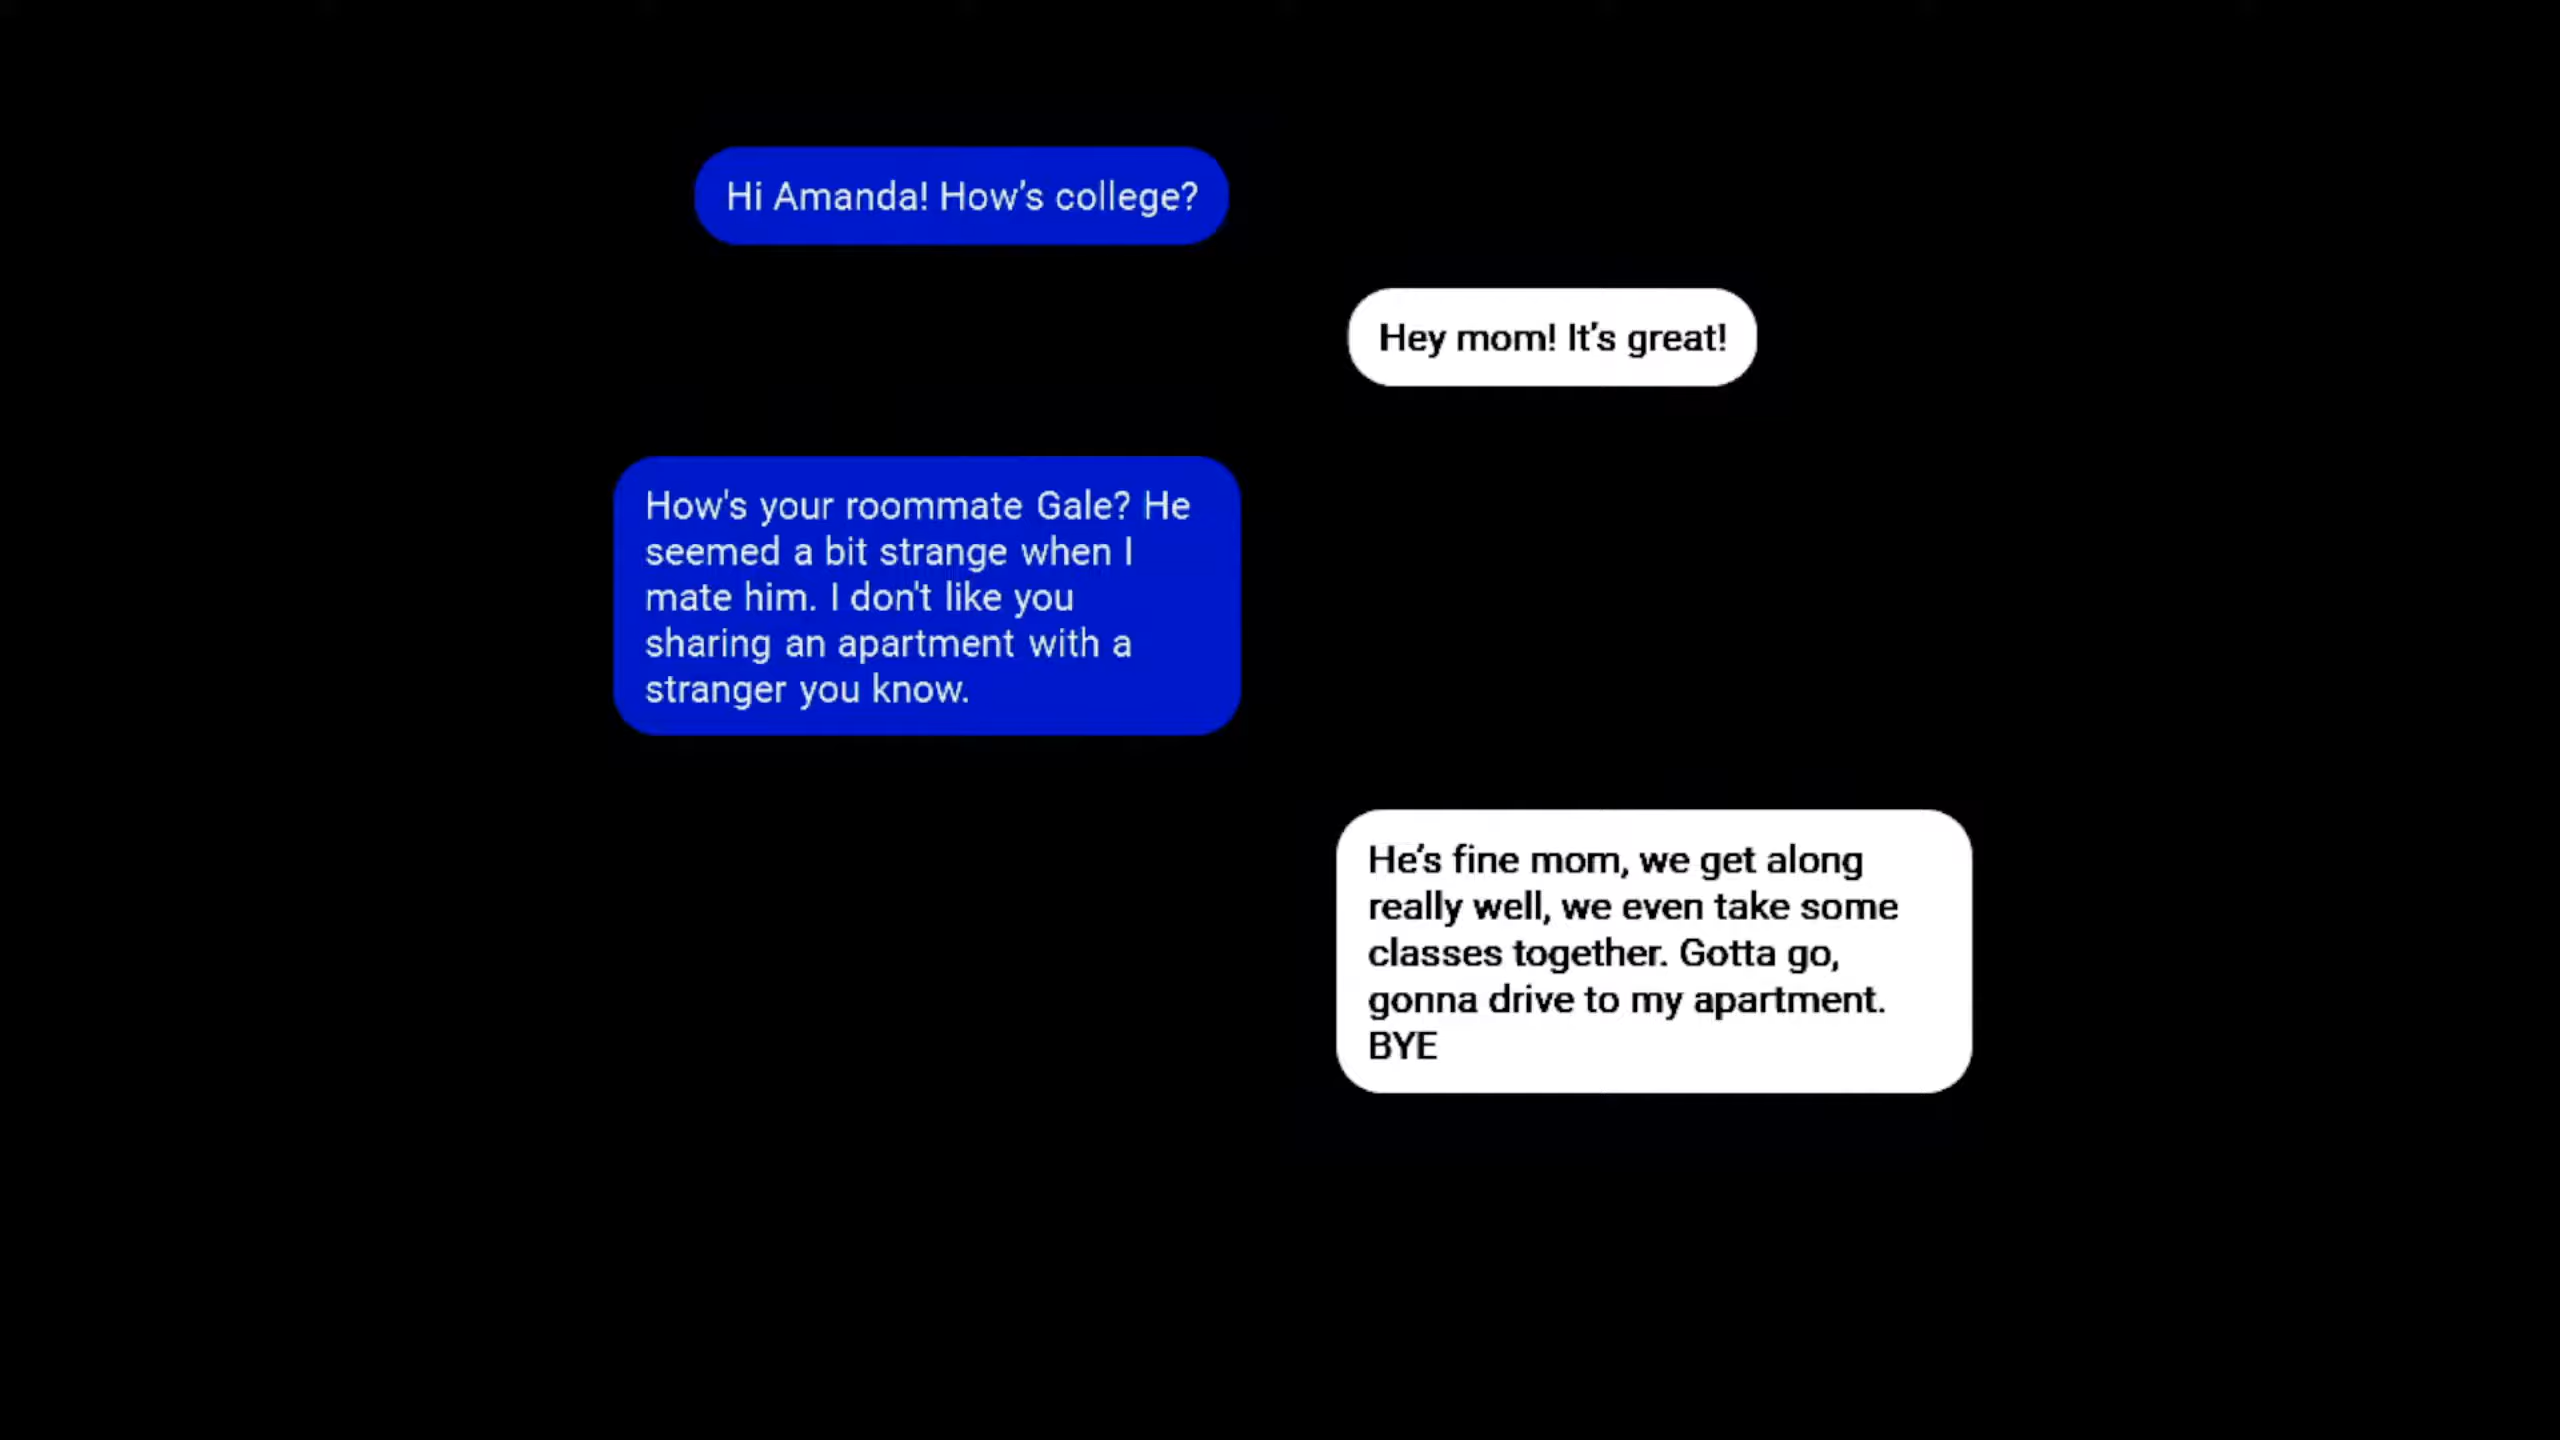 Hi Amanda! How’s college?
Hey mom! It’s great!
How's your roommate Gale? He
seemed a bit strange when I
mate him. I don't like you
sharing an apartment with a
stranger you know.
He’s fine mom, we get along
really well, we even take some
classes together. Gotta go,
gonna drive to my apartment.
BYE